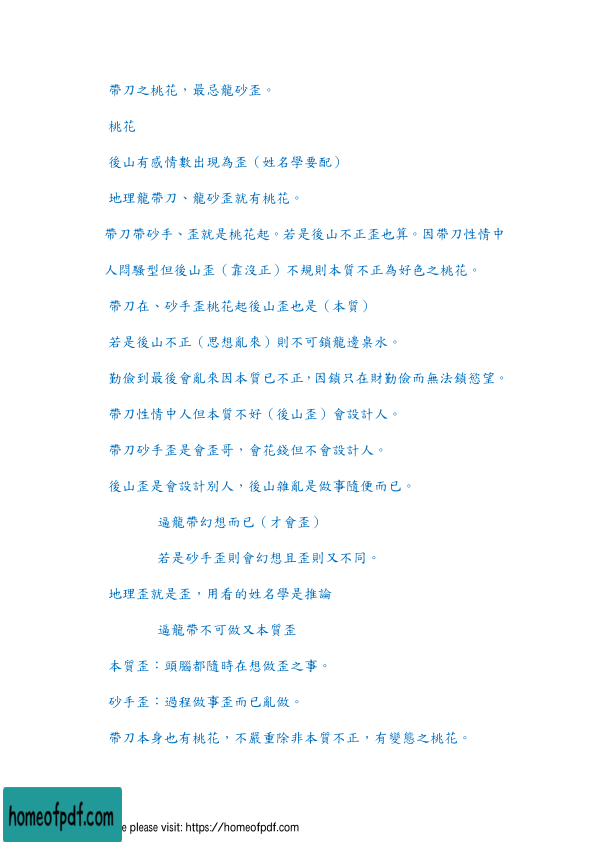 帶刀之桃花，最忌龍砂歪。
桃花
後山有感情數出現為歪（姓名學要配）
地理龍帶刀、龍砂歪就有桃花。
帶刀帶砂手、歪就是桃花起。若是後山不正歪也算。因帶刀性情中
人悶騷型但後山歪（靠沒正）不規則本質不正為好色之桃花。
帶刀在、砂手歪桃花起後山歪也是（本質）
若是後山不正（思想亂來）則不可鎖龍邊桌水。
勤儉到最後會亂來因本質已不正，因鎖只在財勤儉而無法鎖慾望。
帶刀性情中人但本質不好（後山歪）會設計人。
帶刀砂手歪是會歪哥，會花錢但不會設計人。
後山歪是會設計別人，後山雜亂是做事隨便而已。
逼龍帶幻想而已（才會歪）
若是砂手歪則會幻想且歪則又不同。
地理歪就是歪，用看的姓名學是推論
逼龍帶不可做又本質歪
本質歪：頭腦都隨時在想做歪之事。
砂手歪：過程做事歪而已亂做。
帶刀本身也有桃花，不嚴重除非本質不正，有變態之桃花。
homeofpdf.com
e please visit: https://homeofpdf.com